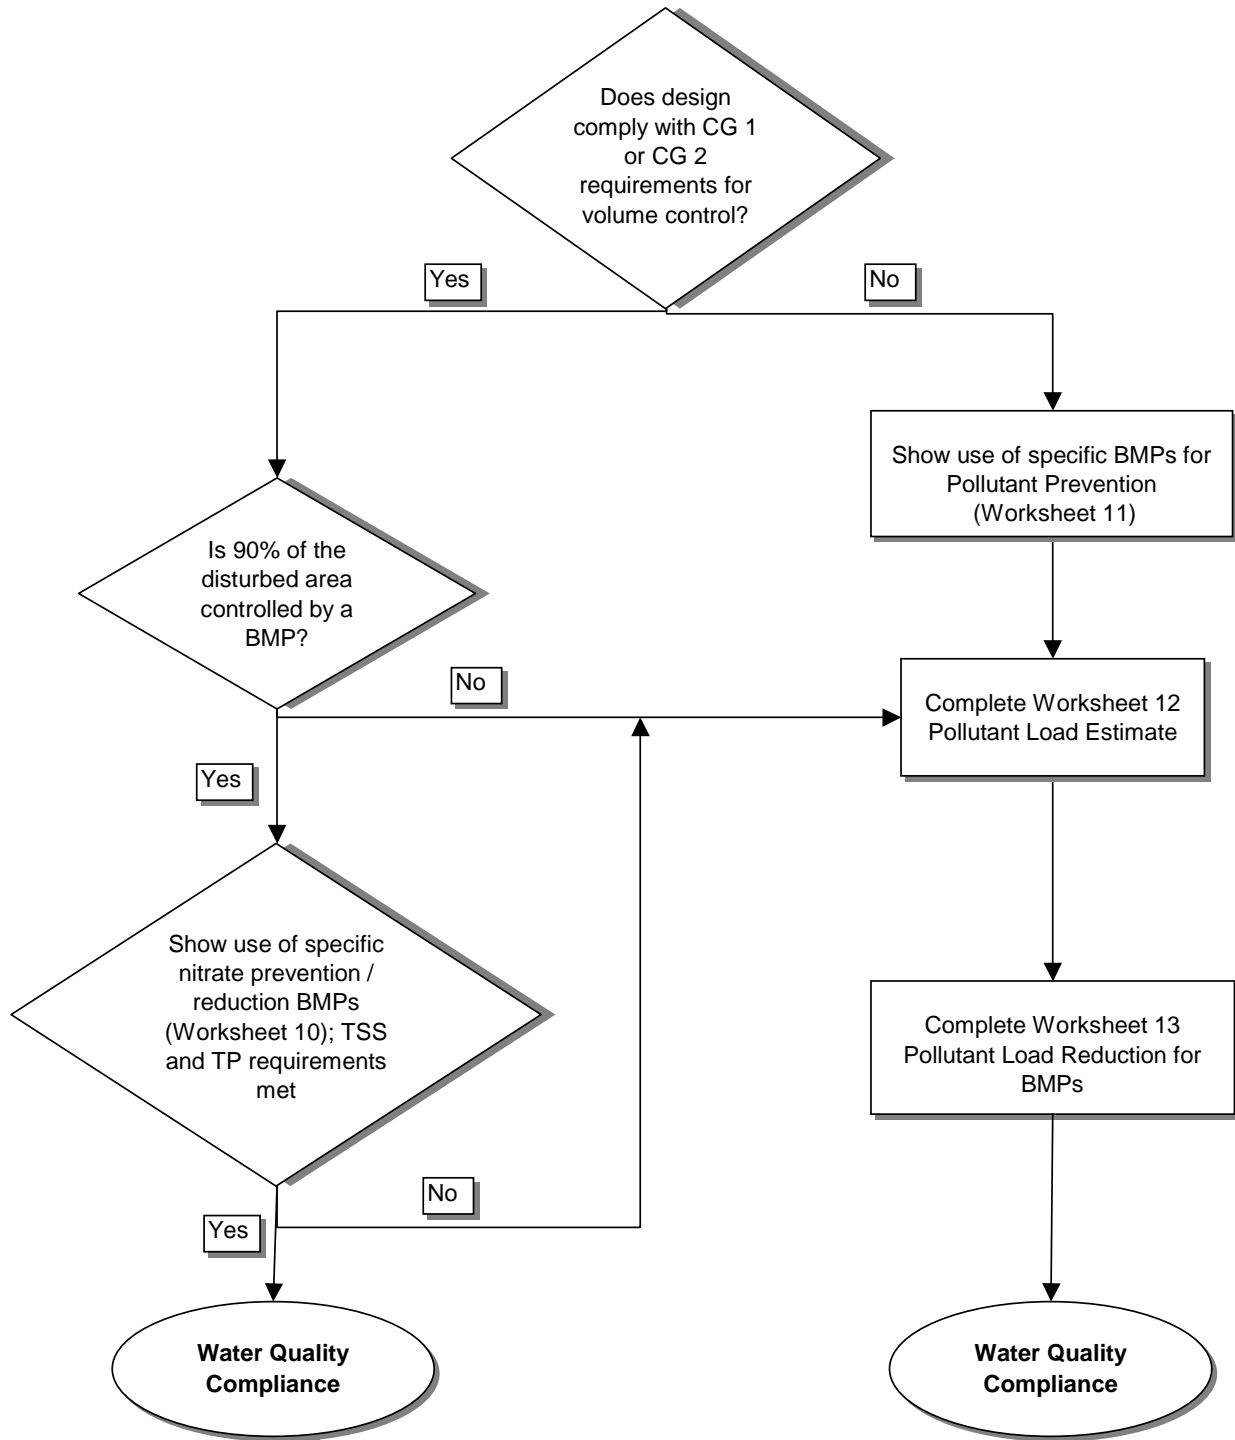 Does design
comply with CG 1
or CG 2
requirements for
volume control?
Yes
No
Show use of specific BMPs for
Pollutant Prevention
(Worksheet 11)
Is 90% of the
disturbed area
controlled by a
BMP?
No
Complete Worksheet 12
Pollutant Load Estimate
Yes
Show use of specific
nitrate prevention /
reduction BMPs
(Worksheet 10); TSS
and TP requirements
met
Complete Worksheet 13
Pollutant Load Reduction for
BMPs
No
Yes
Water Quality
Compliance
Water Quality
Compliance